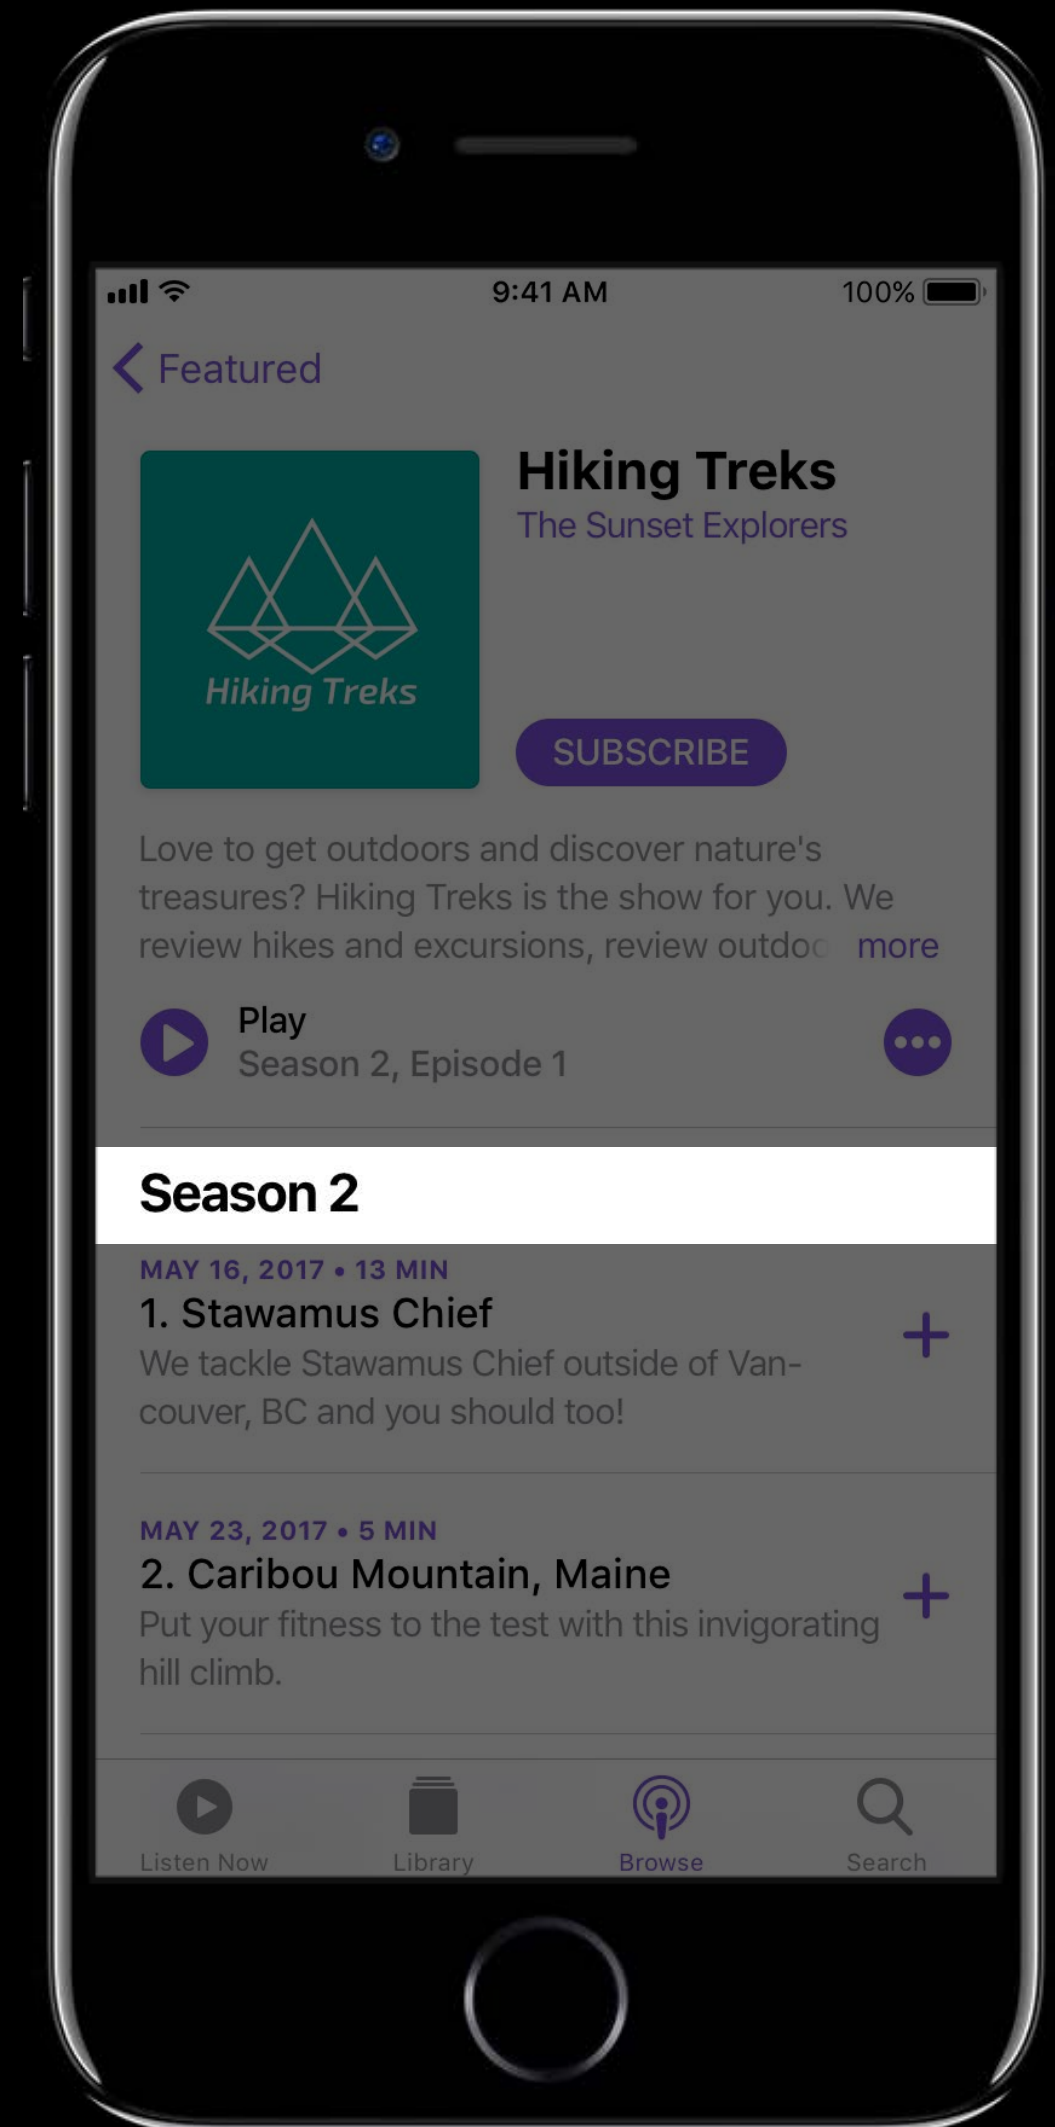 9:41 AM 100%
Featured
Hiking Treks
The Sunset Explorers
Hiking Treks
SUBSCRIBE
Love to get outdoors and discover nature's
treasures? Hiking Treks is the show for you. We
review hikes and excursions, review outdoo more
Play
Season 2, Episode 1
Season 2
MAY 16, 2017 • 13 MIN
1. Stawamus Chief
We tackle Stawamus Chief outside of Van-
couver, BC and you should too!
MAY 23, 2017 • 5 MIN
2. Caribou Mountain, Maine
Put your fitness to the test with this invigorating
hill climb.
Listen Now Library Browse Search